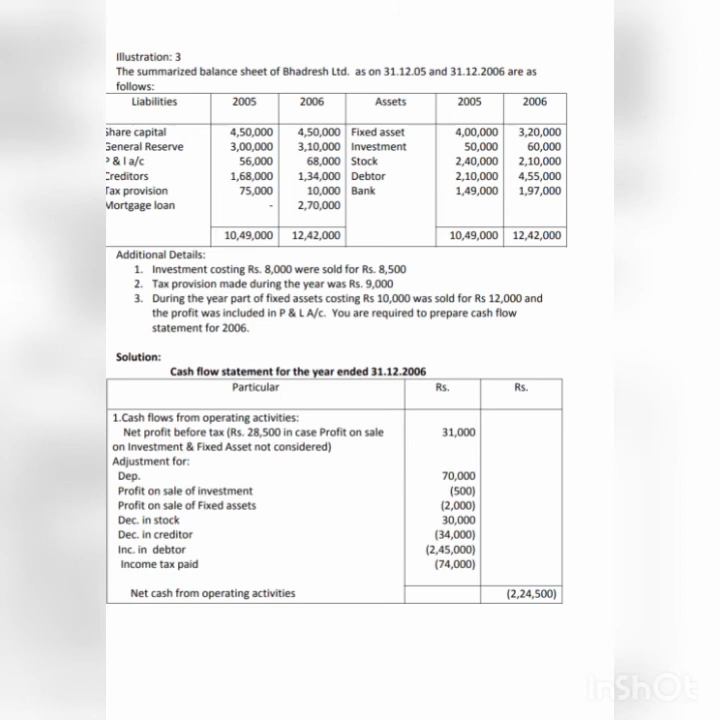 Illustration: 3
The summarized balance sheet of Bhadresh Ltd. as on 31.12.05 and 31.12.2006 are as
follows:
Liabilities 2005 2006 Assets 2005 2006
Share capital 4,50,000 4,50,000 Fixed asset 4,00,000 3,20,000
General Reserve 3,00,000 3,10,000 Investment 50,000 60,000
P & l a/c 56,000 68,000 Stock 2,40,000 2,10,000
Creditors 1,68,000 1,34,000 Debtor 2,10,000 4,55,000
Tax provision 75,000 10,000 Bank 1,49,000 1,97,000
Mortgage loan - 2,70,000
10,49,000 12,42,000 10,49,000 12,42,000
Additional Details:
1. Investment costing Rs. 8,000 were sold for Rs. 8,500
2. Tax provision made during the year was Rs. 9,000
3. During the year part of fixed assets costing Rs 10,000 was sold for Rs 12,000 and
the profit was included in P & L A/c. You are required to prepare cash flow
statement for 2006.
Solution:
Cash flow statement for the year ended 31.12.2006
Particular Rs. Rs.
1.Cash flows from operating activities:
Net profit before tax (Rs. 28,500 in case Profit on sale 31,000
on Investment & Fixed Asset not considered)
Adjustment for:
Dep. 70,000
Profit on sale of investment (500)
Profit on sale of Fixed assets (2,000)
Dec. in stock 30,000
Dec. in creditor (34,000)
Inc. in debtor (2,45,000)
Income tax paid (74,000)
Net cash from operating activities (2,24,500)
InShOt